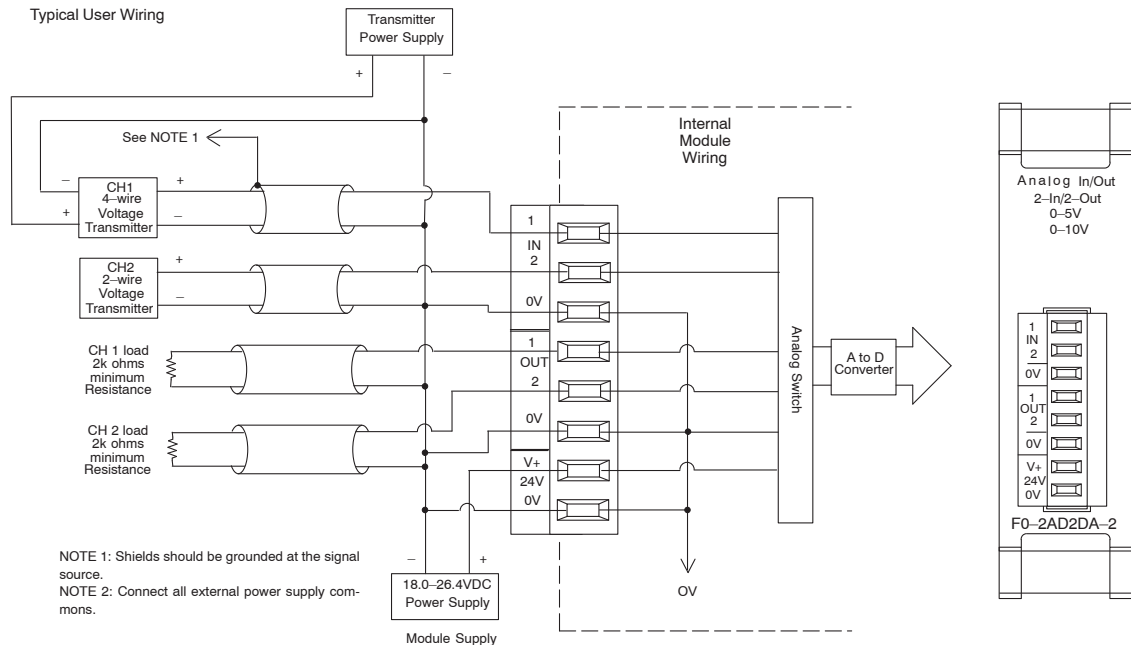 Typical User Wiring
Transmitter
Power Supply
+
–
See NOTE 1
–
+
CH1
4–wire
Voltage
Transmitter
+
–
CH2
2–wire
Voltage
Transmitter
+
–
CH 1 load
2k ohms
minimum
Resistance
CH 2 load
2k ohms
minimum
Resistance
1
IN
2
0V
1
OUT
2
0V
V+
24V
0V
Internal
Module
Wiring
Analog Switch
A to D
Converter
OV
–
+
18.0–26.4VDC
Power Supply
Module Supply
NOTE 1: Shields should be grounded at the signal
source.
NOTE 2: Connect all external power supply com-
mons.
Analog In/Out
2–In/2–Out
0–5V
0–10V
1
IN
2
0V
1
OUT
2
0V
V+
24V
0V
F0–2AD2DA–2